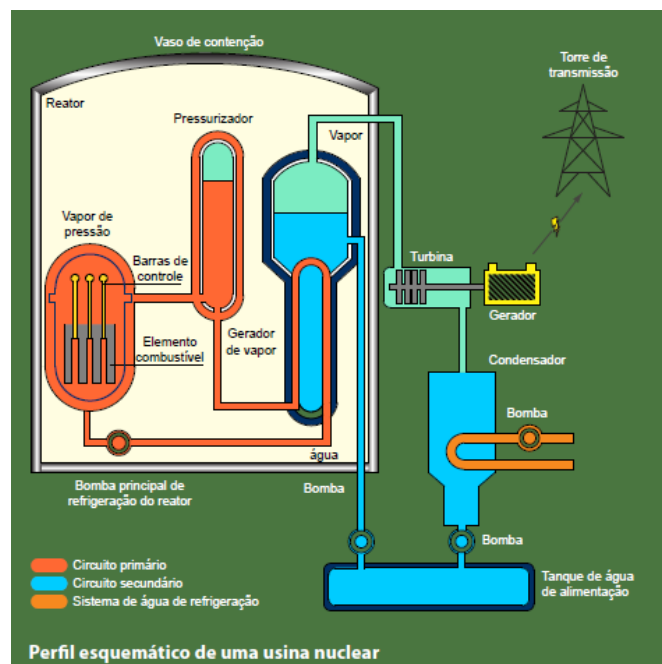 Vaso de contenção
Torre de
transmissão
Reator
Pressurizador
Vapor
Vapor de
pressão
Barras de
controle
Turbina
Elemento
combustível
Gerador
de vapor
Gerador
Condensador
Bomba
água
Bomba principal de
refrigeração do reator
Bomba
Bomba
Circuito primário
Circuito secundário
Sistema de água de refrigeração
Tanque de água
de alimentação
Perfil esquemático de uma usina nuclear